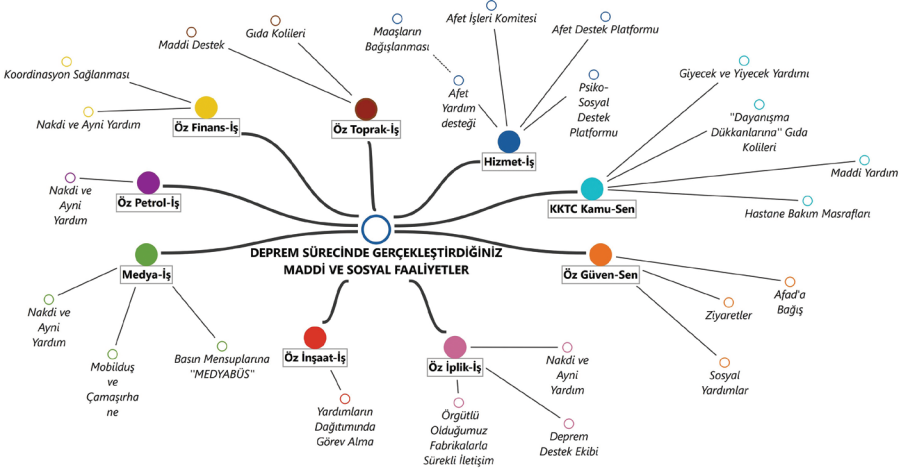 Maddi Destek
Gıda Kolileri
Maaşların
Bağışlanması
Afet İşleri Komitesi
Afet Destek Platformu
Koordinasyon Sağlanması
Nakdi ve Ayni Yardım
Öz Finans-İş
Öz Toprak-İş
Afet
Yardım
desteği
Psiko-
Sosyal
Destek
Platformu
Hizmet-İş
Giyecek ve Yiyecek Yardımı
"Dayanışma
Dükkanlarına" Gıda
Kolileri
Maddi Yardım
Hastane Bakım Masrafları
KKTC Kamu-Sen
Nakdi ve
Ayni
Yardım
Öz Petrol-İş
DEPREM SÜRECİNDE GERÇEKLEŞTİRDİĞİNİZ
MADDİ VE SOSYAL FAALİYETLER
Medya-İş
Nakdi ve
Ayni
Yardım
Mobilduş
ve
Çamaşırha
ne
Basın Mensuplarına
"MEDYABÜS"
Öz Güven-Sen
Afad'a
Bağış
Ziyaretler
Sosyal
Yardımlar
Öz İnşaat-İş
Yardımların
Dağıtımında
Görev Alma
Öz İplik-İş
Nakdi ve
Ayni
Yardım
Örgütlü
Olduğumuz
Fabrikalarla
Sürekli İletişim
Deprem
Destek Ekibi